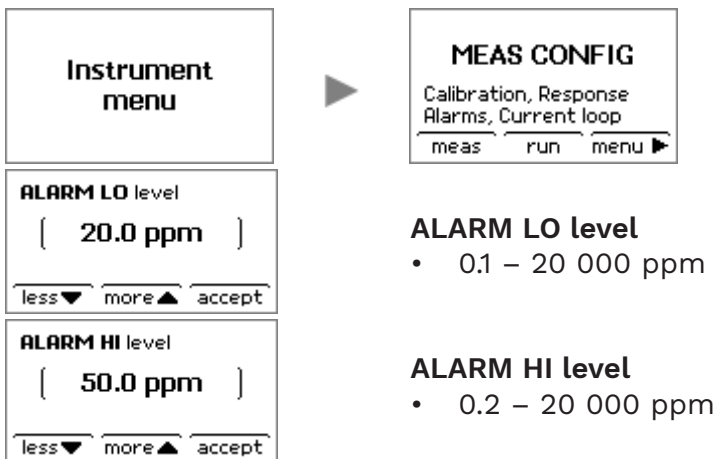 Instrument
menu
MEAS CONFIG
Calibration, Response
Alarms, Current loop
meas run menu ▶
ALARM LO level
[ 20.0 ppm ]
less▼ more▲ accept
ALARM LO level
• 0.1 – 20 000 ppm
ALARM HI level
[ 50.0 ppm ]
less▼ more▲ accept
ALARM HI level
• 0.2 – 20 000 ppm